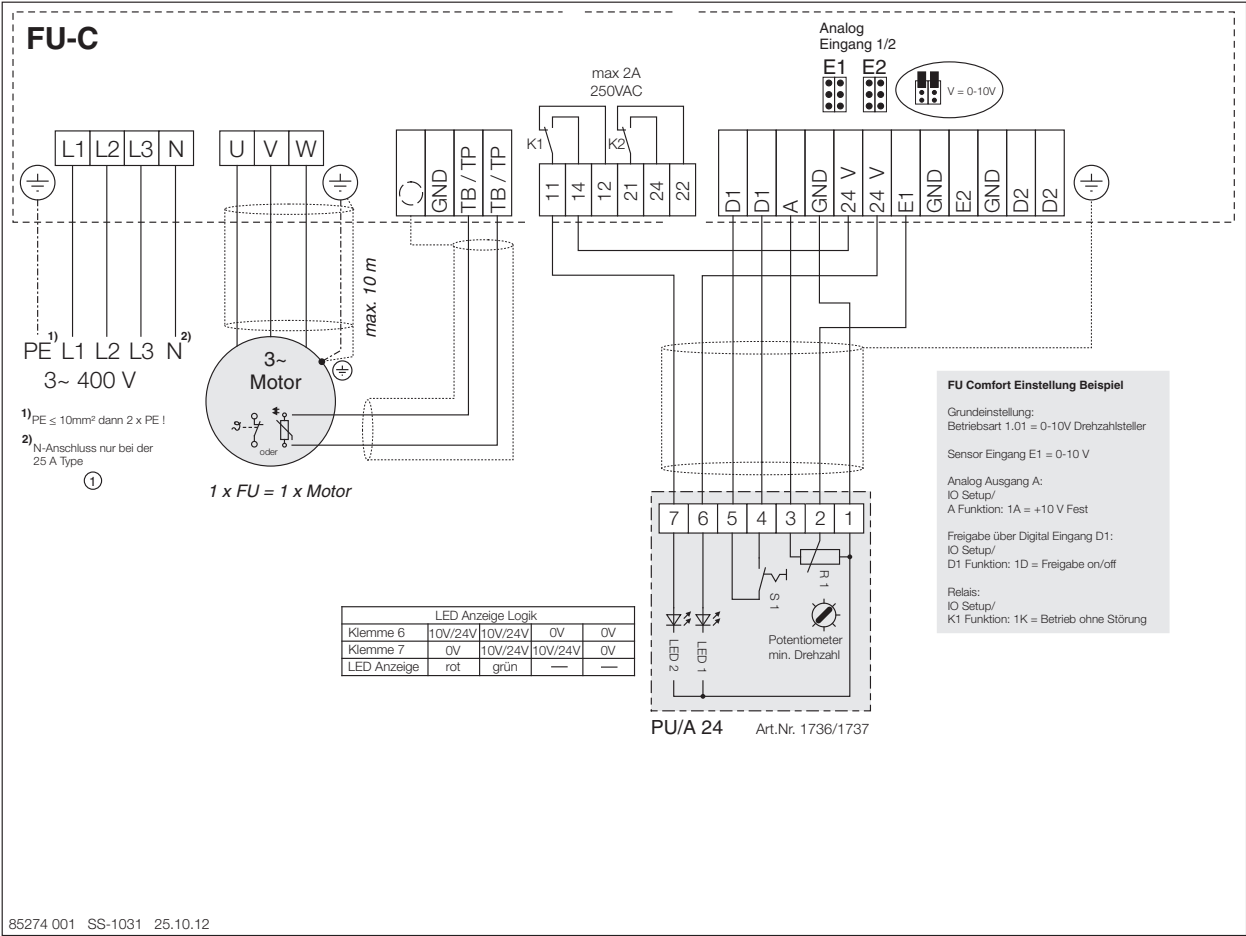 FU-C
Analog
Eingang 1/2
E1 E2
V = 0-10V
max 2A
250VAC
K1 K2
L1 L2 L3 N
U V W
GND TB / TP TB / TP
11 14 12 21 24 22
D1 D1 A GND 24 V 24 V E1 GND E2 GND D2 D2
max. 10 m
PE 1) L1 L2 L3 N 2)
3~ 400 V
1) PE ≤ 10mm² dann 2 x PE !
2) N-Anschluss nur bei der
25 A Type
1
3~
Motor
ϑ
oder
1 x FU = 1 x Motor
FU Comfort Einstellung Beispiel
Grundeinstellung:
Betriebsart 1.01 = 0-10V Drehzahlsteller
Sensor Eingang E1 = 0-10 V
Analog Ausgang A:
IO Setup/
A Funktion: 1A = +10 V Fest
Freigabe über Digital Eingang D1:
IO Setup/
D1 Funktion: 1D = Freigabe on/off
Relais:
IO Setup/
K1 Funktion: 1K = Betrieb ohne Störung
7 6 5 4 3 2 1
R 1
S 1
LED 2
LED 1
Potentiometer
min. Drehzahl
LED Anzeige Logik
Klemme 6 10V/24V 10V/24V 0V 0V
Klemme 7 0V 10V/24V 10V/24V 0V
LED Anzeige rot grün — —
PU/A 24 Art.Nr. 1736/1737
85274 001 SS-1031 25.10.12